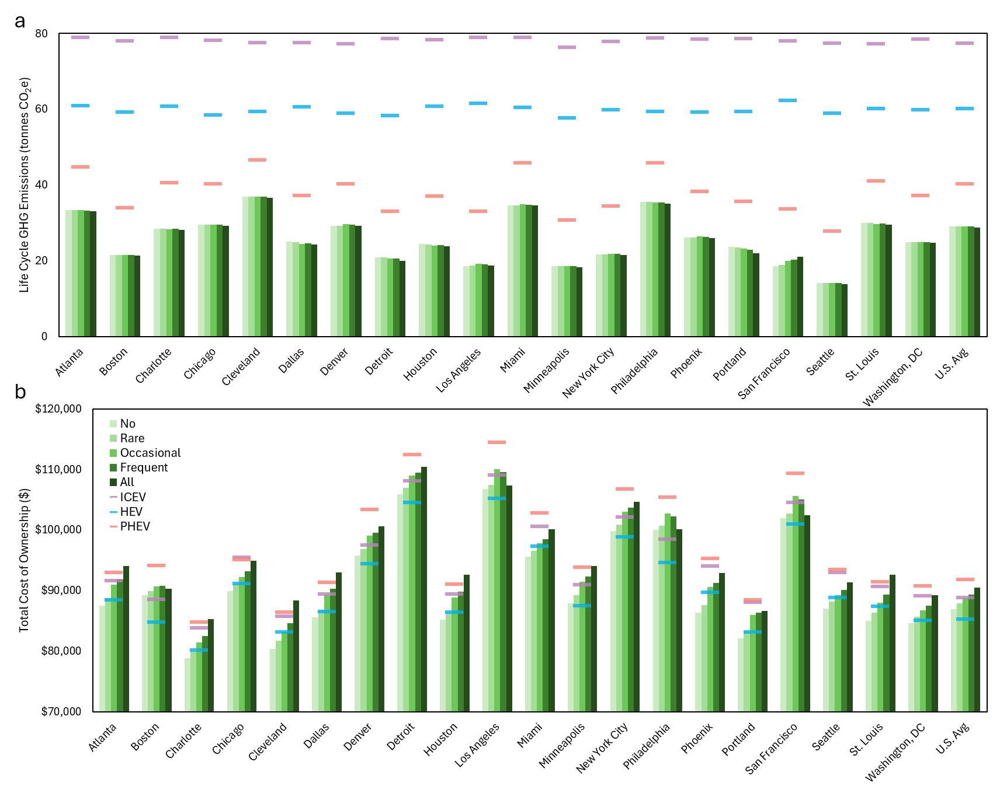 a
Life Cycle GHG Emissions (tonnes CO₂e)
80
60
40
20
0
Atlanta
Boston
Charlotte
Chicago
Cleveland
Dallas
Denver
Detroit
Houston
Los Angeles
Miami
Minneapolis
New York City
Philadelphia
Phoenix
Portland
San Francisco
Seattle
St. Louis
Washington, DC
U.S. Avg
b
Total Cost of Ownership ($)
$120,000
$110,000
$100,000
$90,000
$80,000
$70,000
No
Rare
Occasional
Frequent
All
ICEV
HEV
PHEV
Atlanta
Boston
Charlotte
Chicago
Cleveland
Dallas
Denver
Detroit
Houston
Los Angeles
Miami
Minneapolis
New York City
Philadelphia
Phoenix
Portland
San Francisco
Seattle
St. Louis
Washington, DC
U.S. Avg